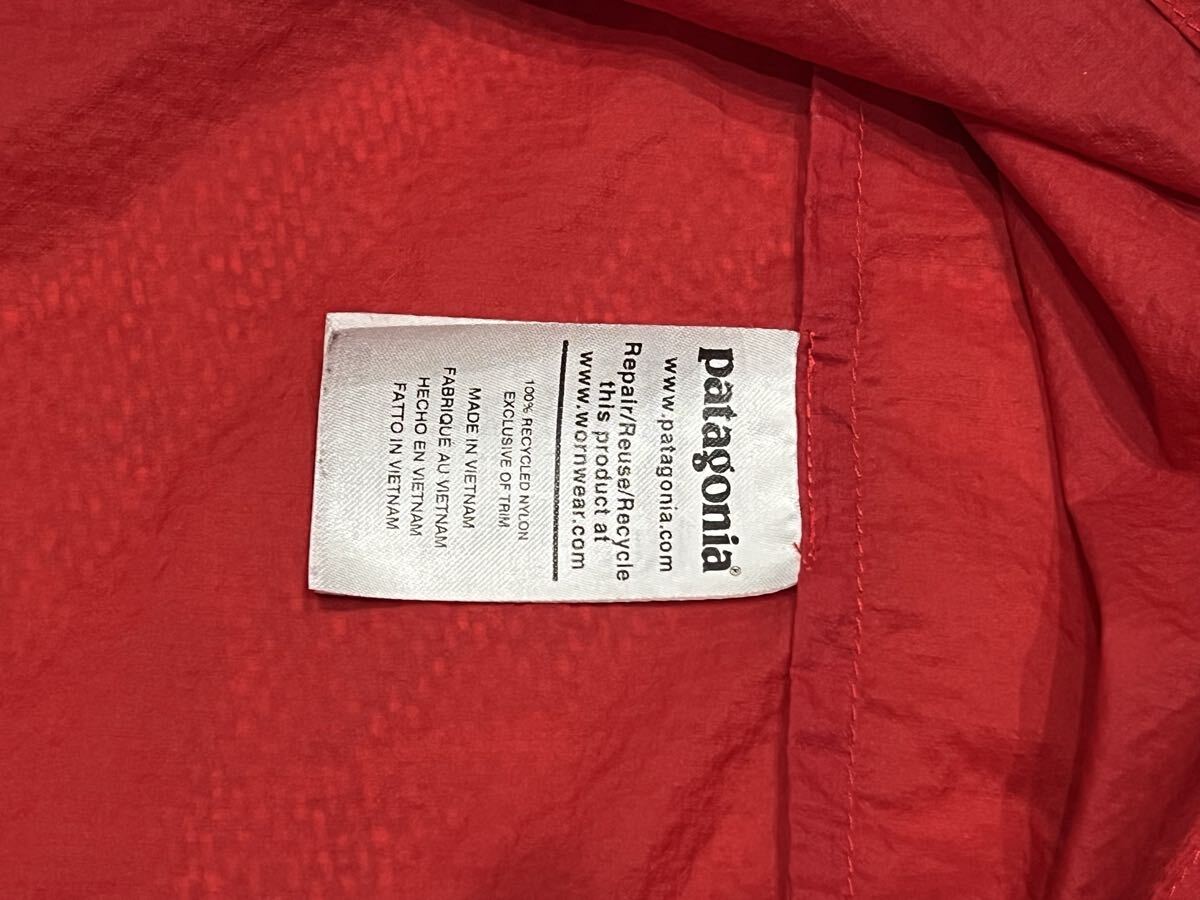 patagonia®
www.patagonia.com
Repair/Reuse/Recycle
this product at
www.wornwear.com
100% RECYCLED NYLON
EXCLUSIVE OF TRIM
MADE IN VIETNAM
FABRIQUÉ AU VIETNAM
HECHO EN VIETNAM
FATTO IN VIETNAM